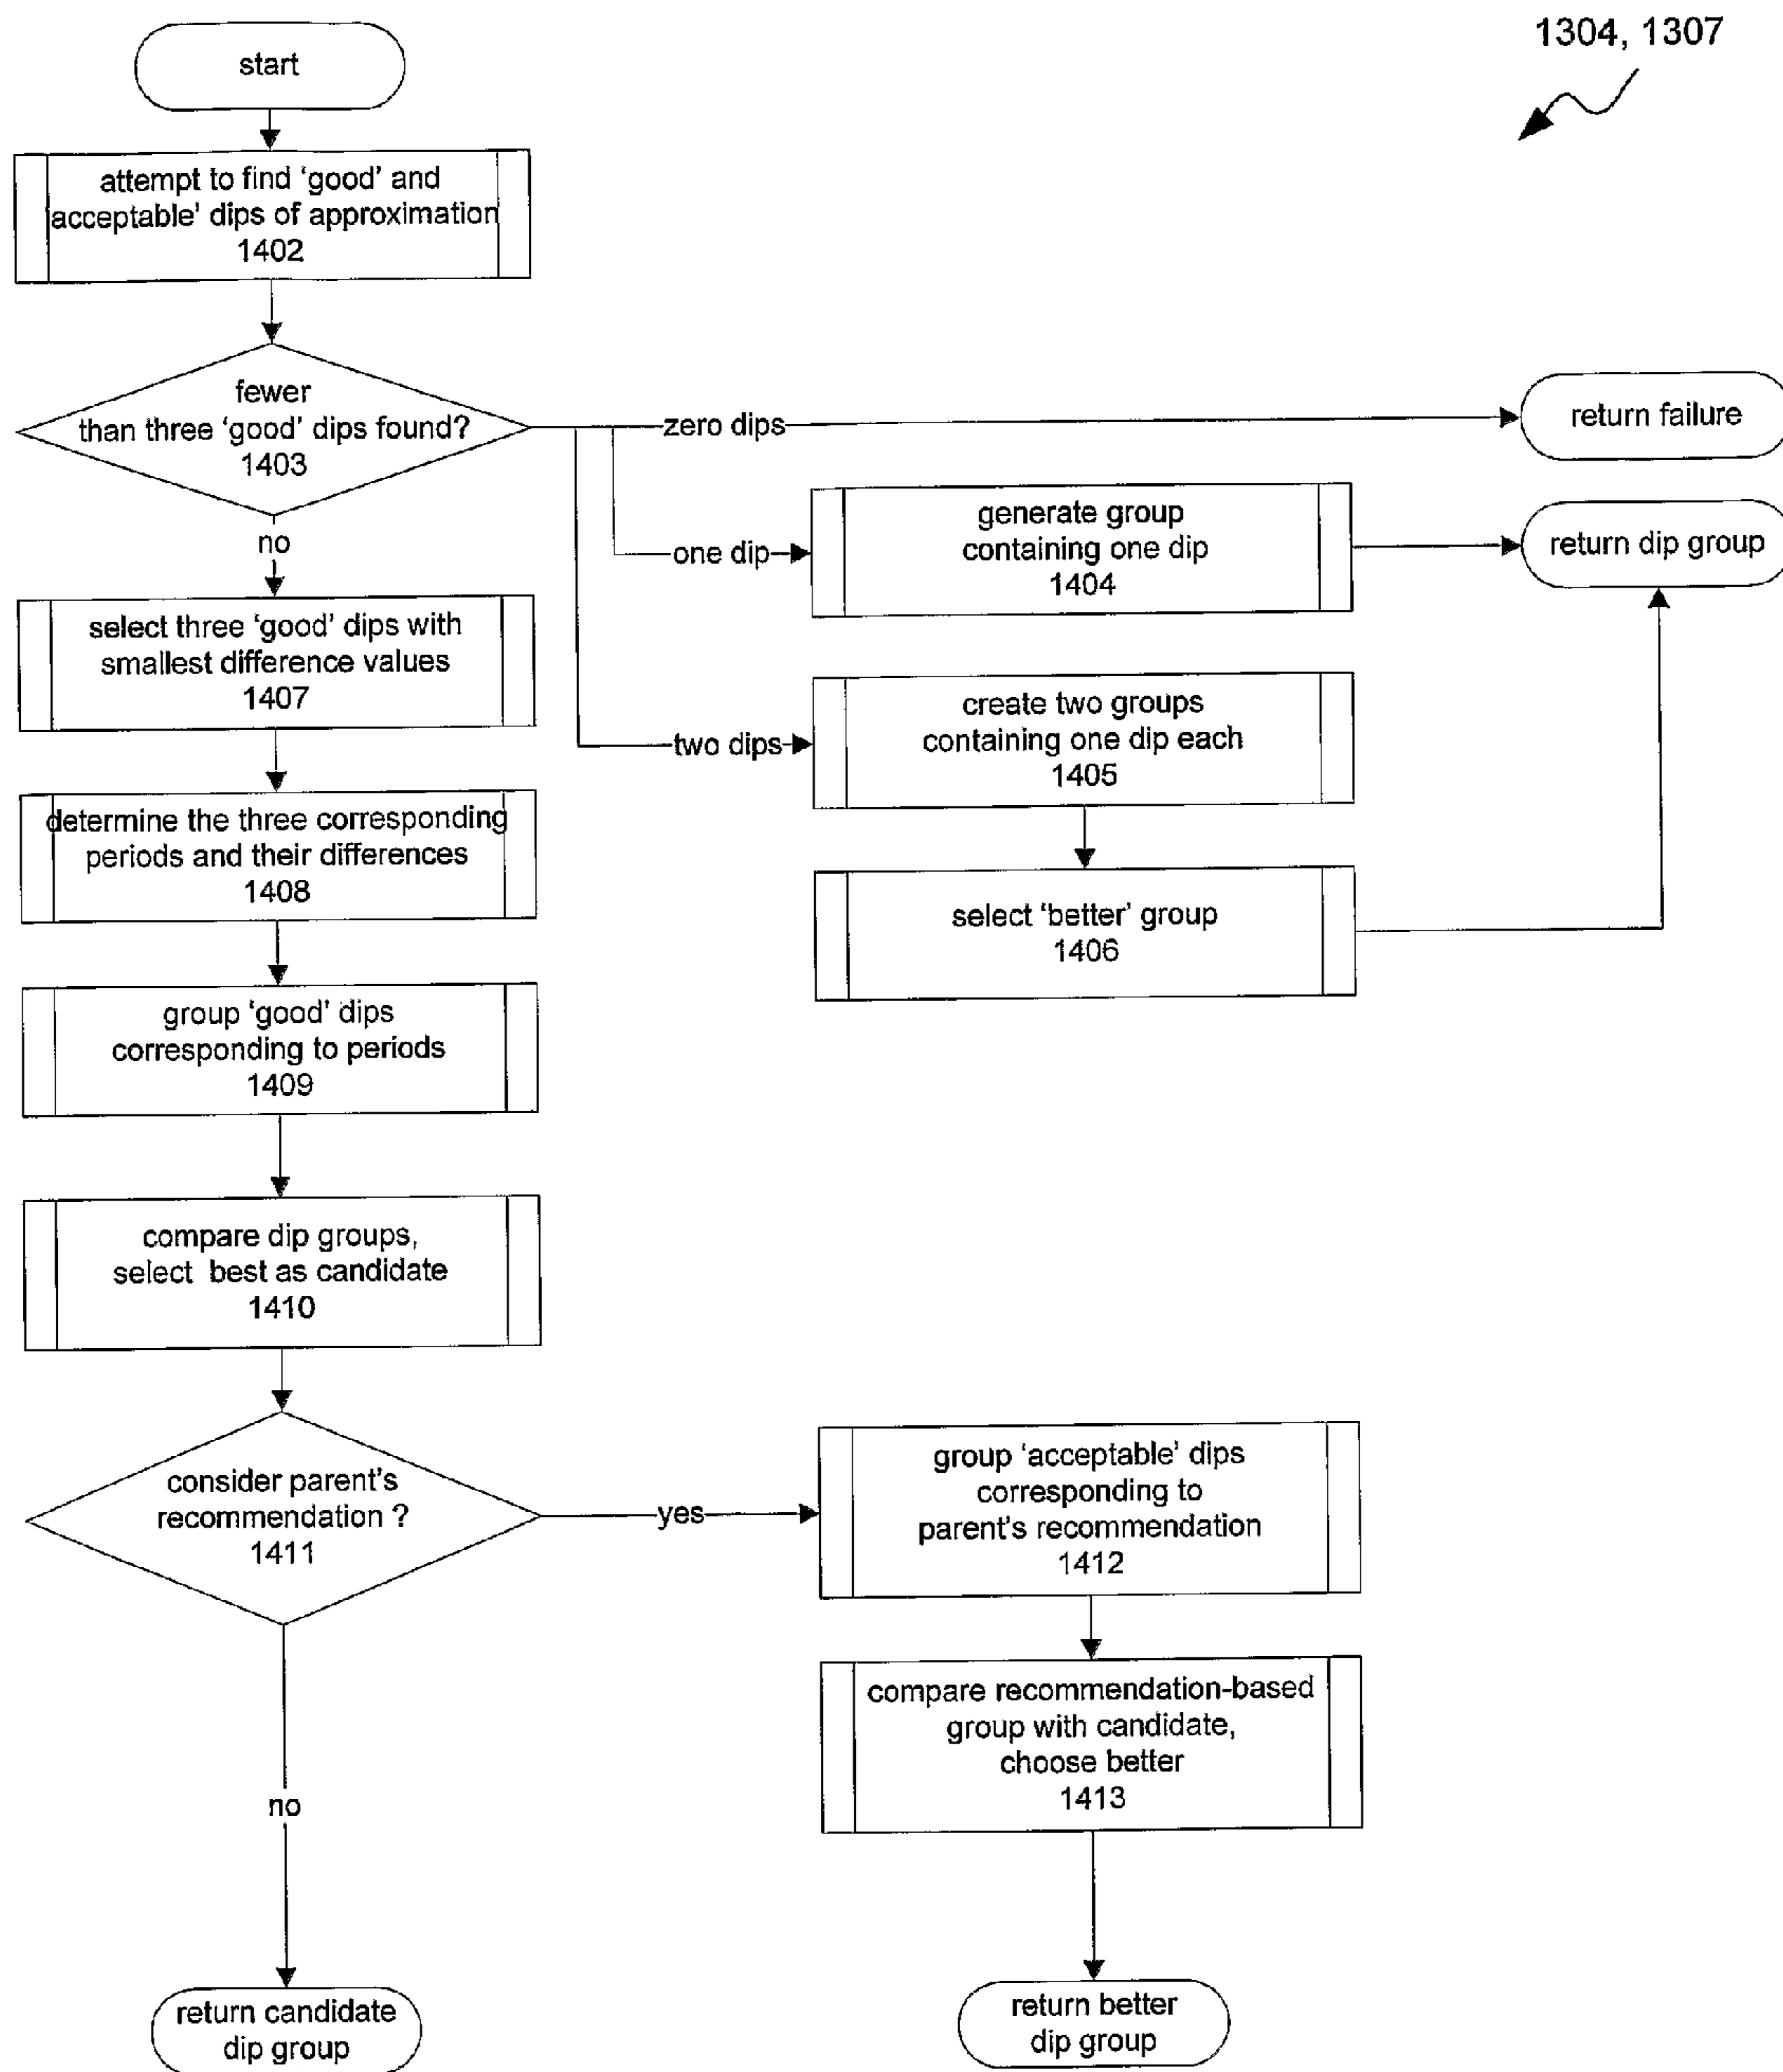 1304, 1307
start
attempt to find ‘good’ and
acceptable’ dips of approximation
1402
fewer
than three ‘good’ dips found?
1403
zero dips
return failure
one dip
generate group
containing one dip
1404
return dip group
no
select three ‘good’ dips with
smallest difference values
1407
two dips
create two groups
containing one dip each
1405
determine the three corresponding
periods and their differences
1408
select ‘better’ group
1406
group ‘good’ dips
corresponding to periods
1409
compare dip groups,
select best as candidate
1410
consider parent's
recommendation ?
1411
yes
group ‘acceptable’ dips
corresponding to
parent's recommendation
1412
compare recommendation-based
group with candidate,
choose better
1413
no
return candidate
dip group
return better
dip group